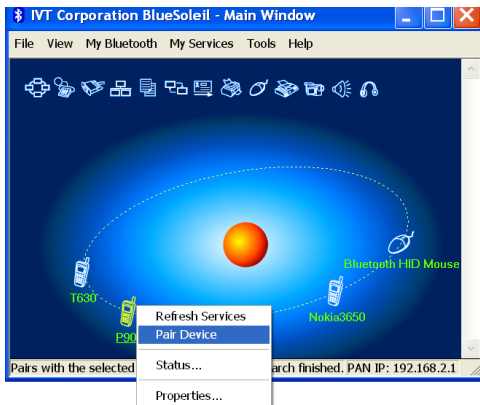 IVT Corporation BlueSoleil - Main Window
File View My Bluetooth My Services Tools Help
Bluetooth HID Mouse
T630
Nokia3650
P90
Refresh Services
Pair Device
Status...
Properties...
Pairs with the selected arch finished. PAN IP: 192.168.2.1